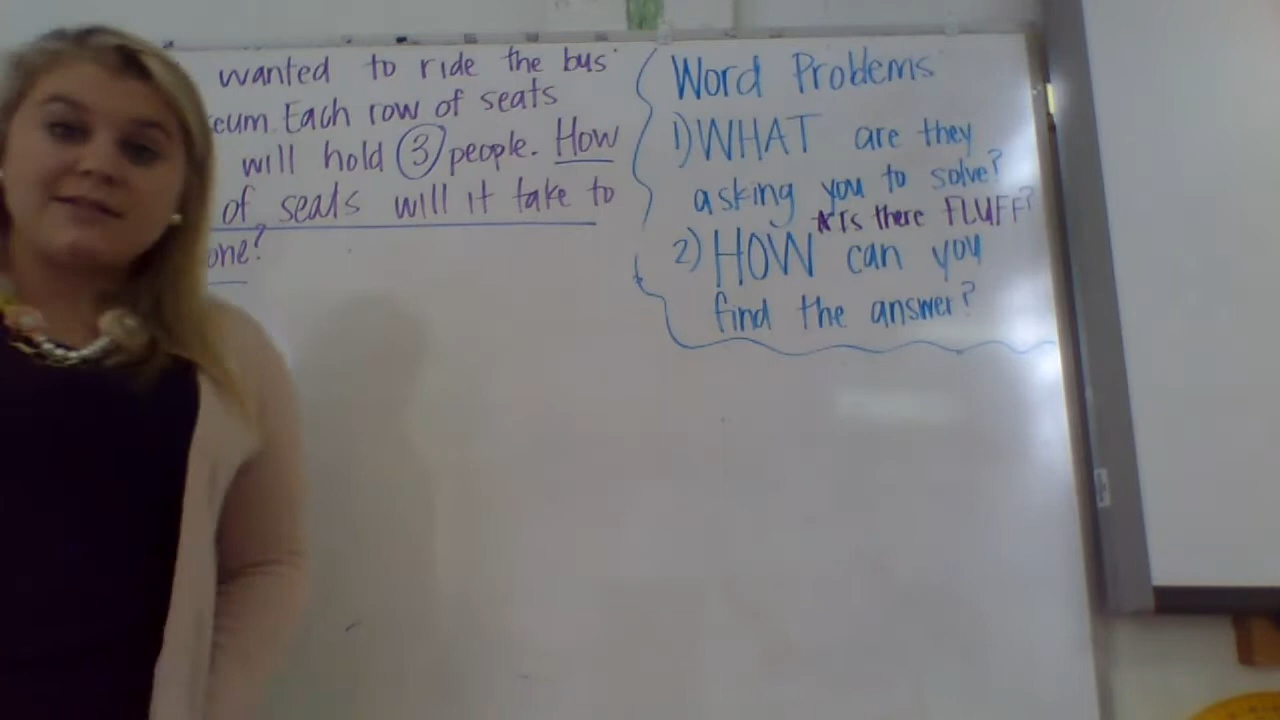 wanted to ride the bus
eum. Each row of seats
will hold 3 people. How
of seats will it take to
one?
Word Problems
1) WHAT are they
asking you to solve?
*Is there FLUFF?
2) HOW can you
find the answer?